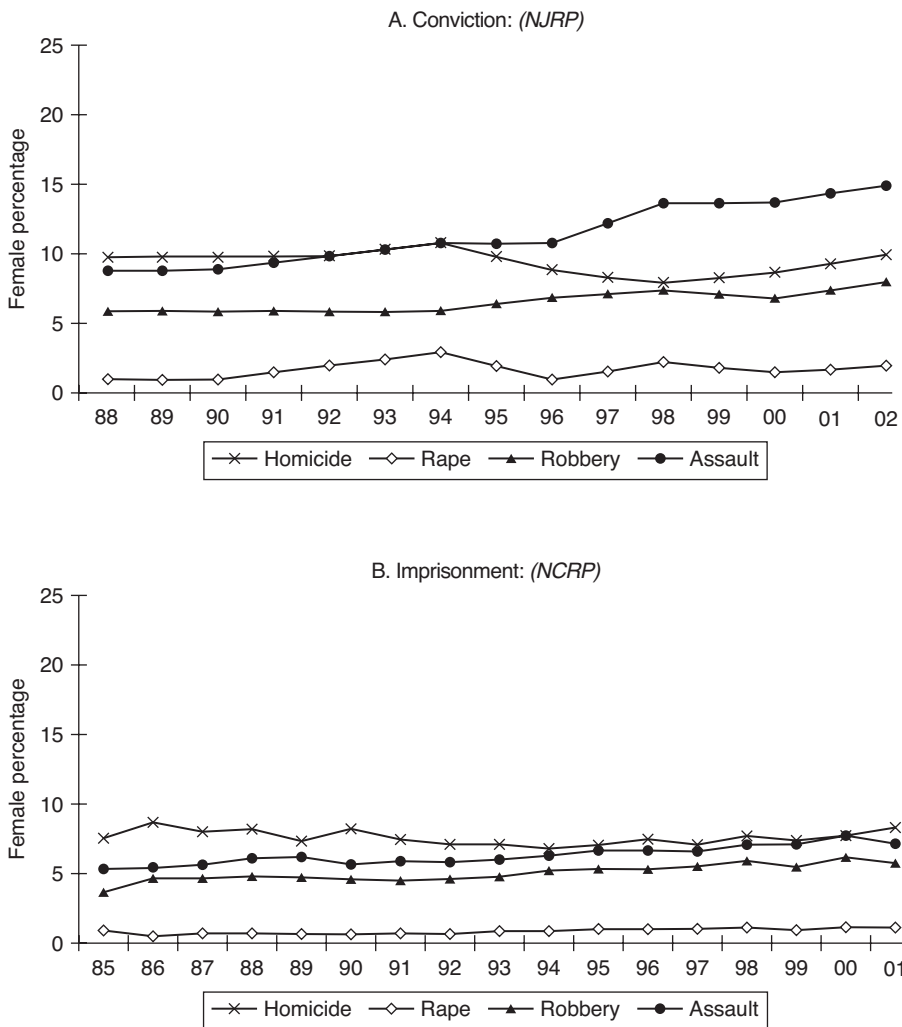 A. Conviction: (NJRP)
25
20
15
10
5
0
Female percentage
88 89 90 91 92 93 94 95 96 97 98 99 00 01 02
Homicide Rape Robbery Assault
B. Imprisonment: (NCRP)
25
20
15
10
5
0
Female percentage
85 86 87 88 89 90 91 92 93 94 95 96 97 98 99 00 01
Homicide Rape Robbery Assault